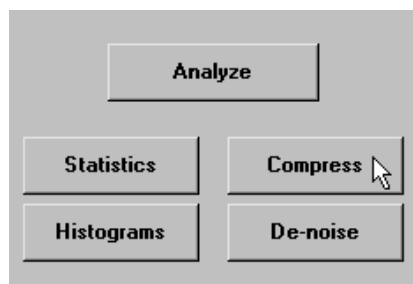 Analyze
Statistics
Compress
Histograms
De-noise